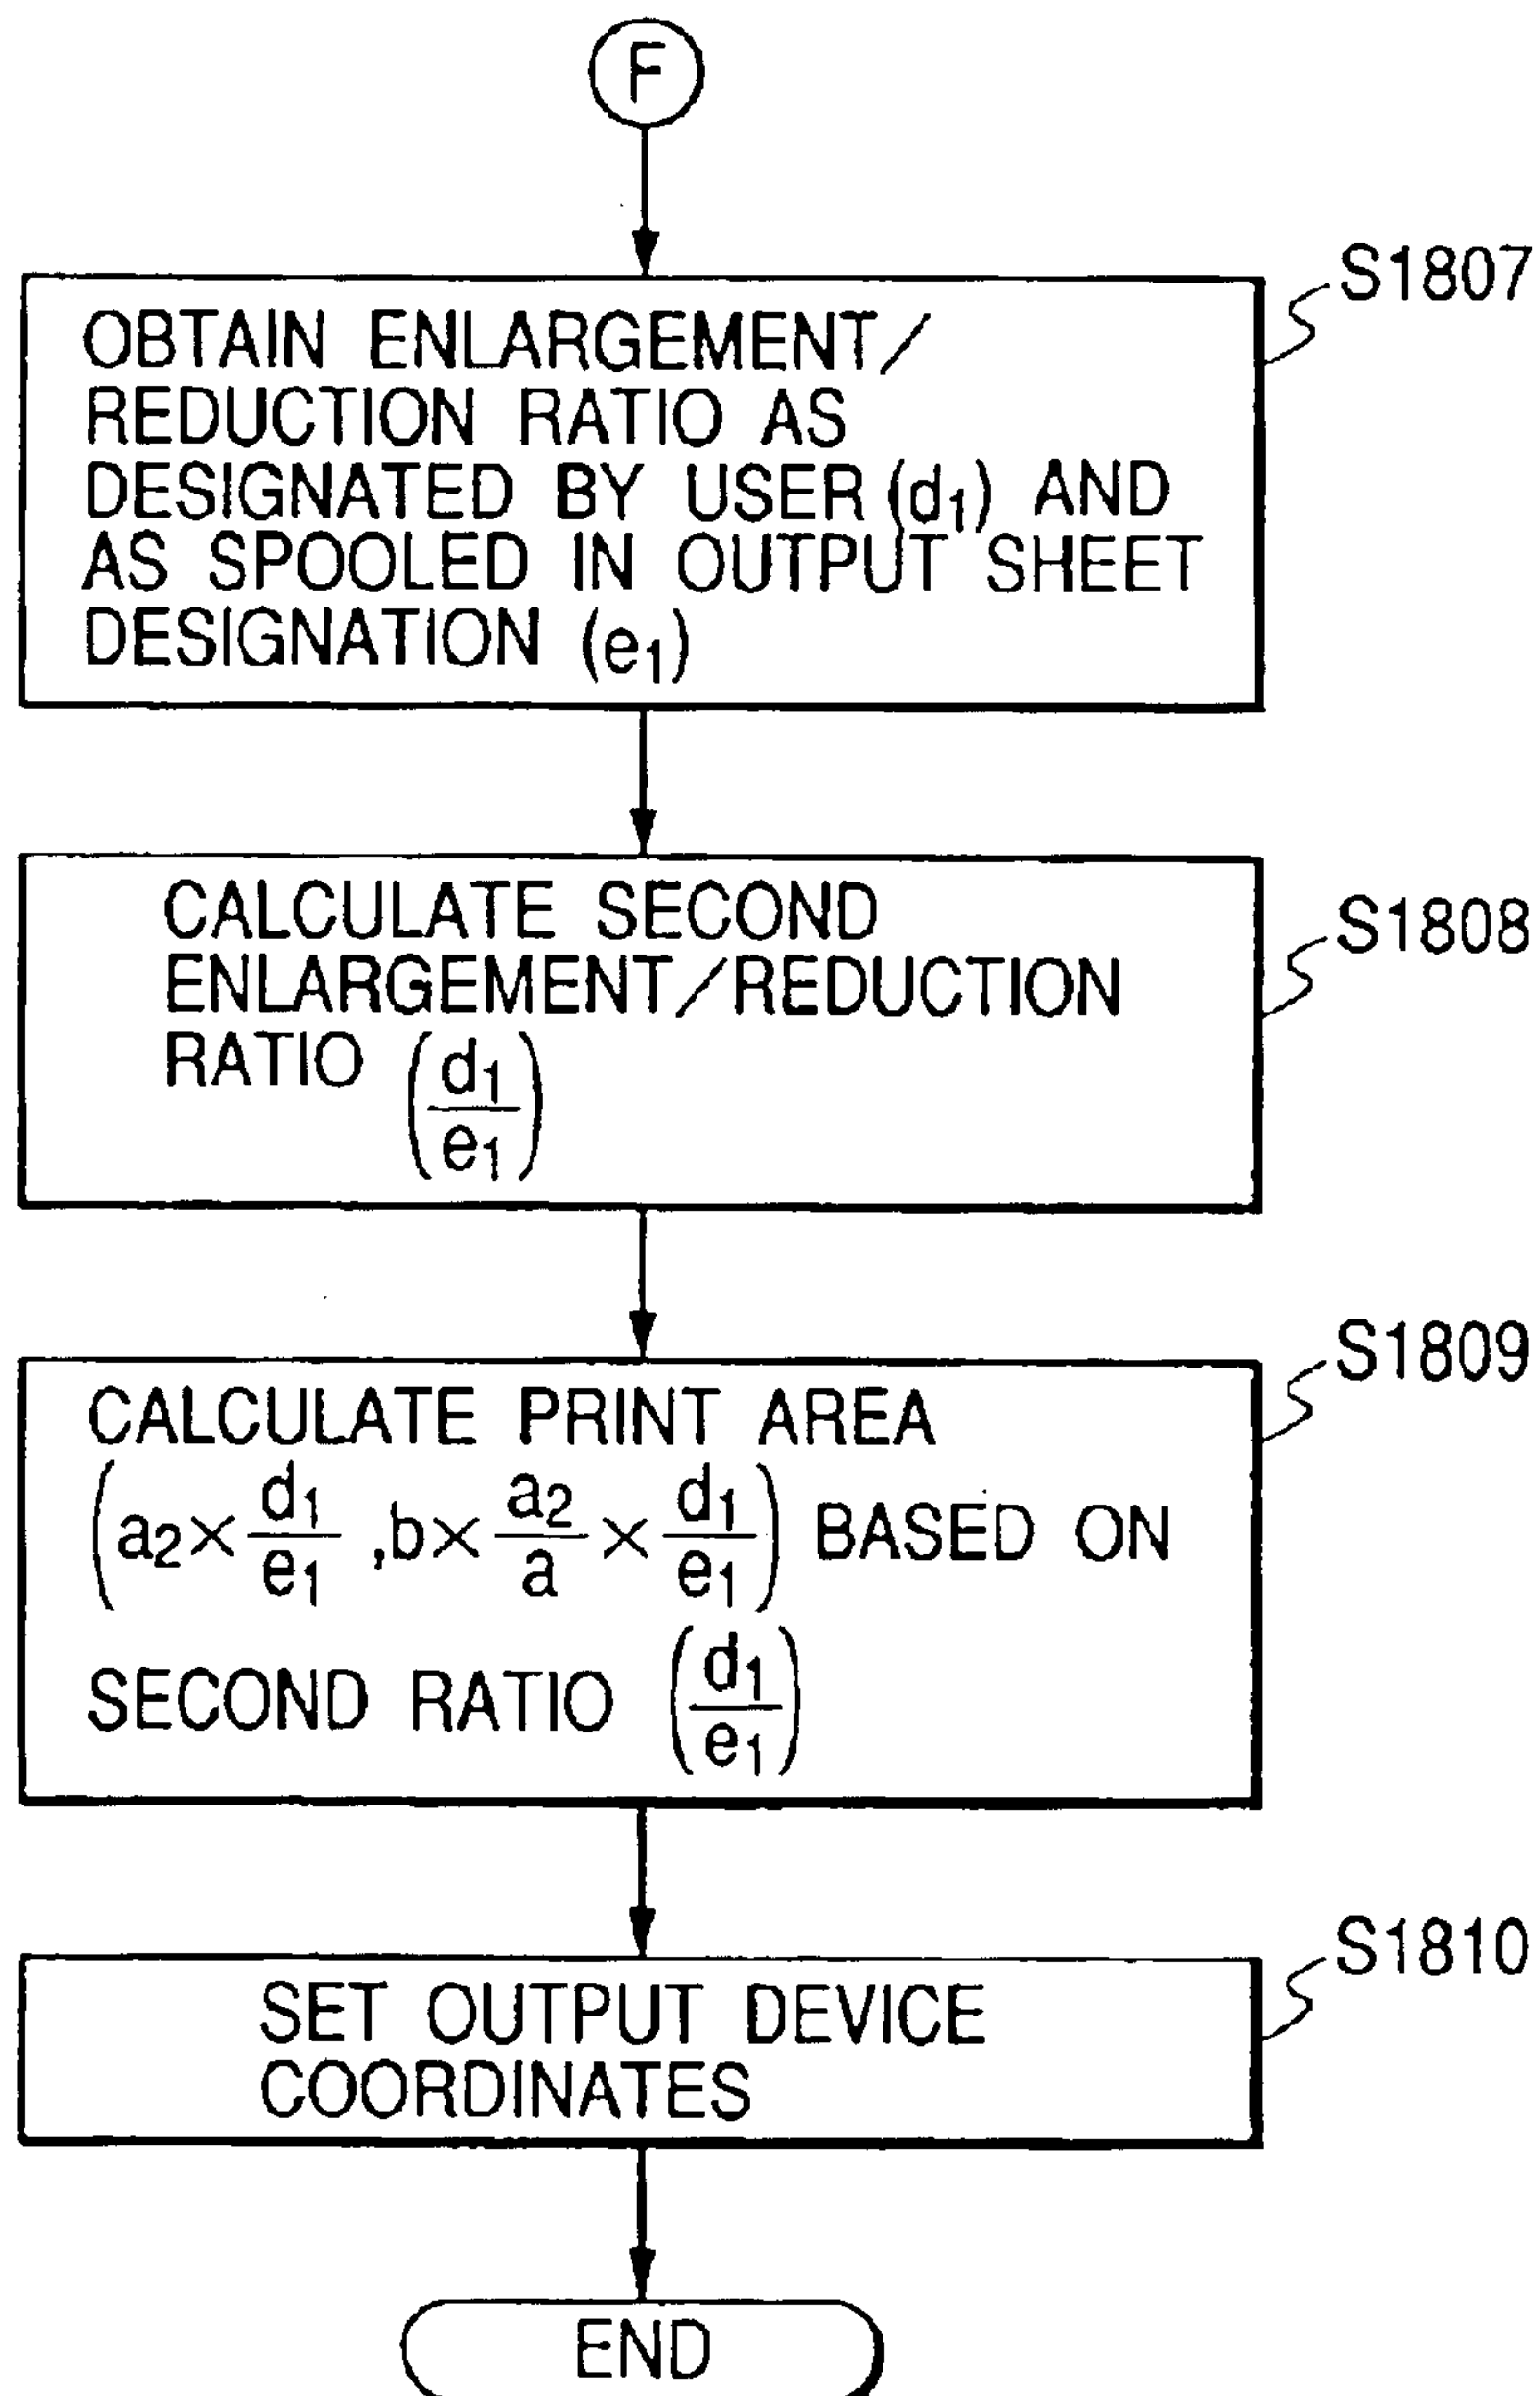 F
S1807
OBTAIN ENLARGEMENT/
REDUCTION RATIO AS
DESIGNATED BY USER (d₁) AND
AS SPOOLED IN OUTPUT SHEET
DESIGNATION (e₁)
S1808
CALCULATE SECOND
ENLARGEMENT/REDUCTION
RATIO (d₁/e₁)
S1809
CALCULATE PRINT AREA
(a₂×d₁/e₁ ,b×a₂/a×d₁/e₁) BASED ON
SECOND RATIO (d₁/e₁)
S1810
SET OUTPUT DEVICE
COORDINATES
END